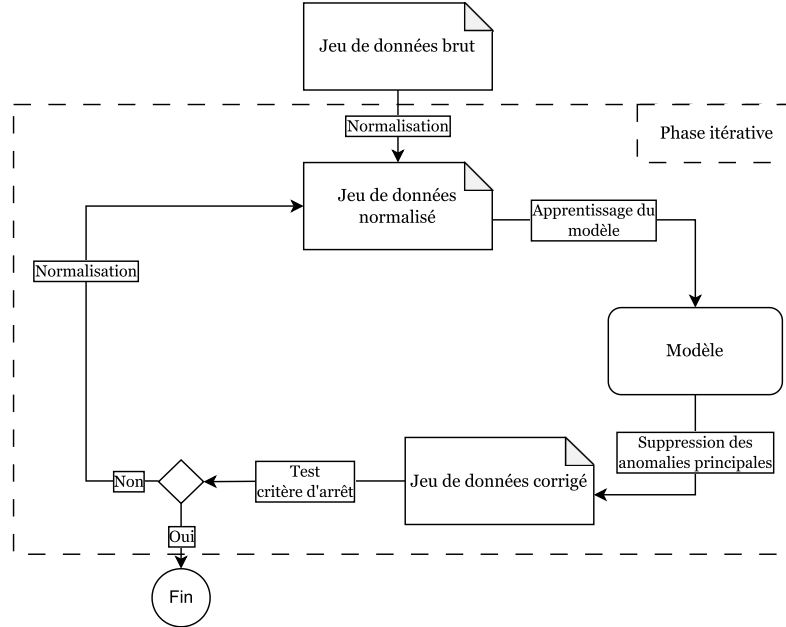 Jeu de données brut
Normalisation
Phase itérative
Jeu de données
normalisé
Apprentissage du
modèle
Normalisation
Modèle
Suppression des
anomalies principales
Jeu de données corrigé
Test
critère d'arrêt
Non
Oui
Fin